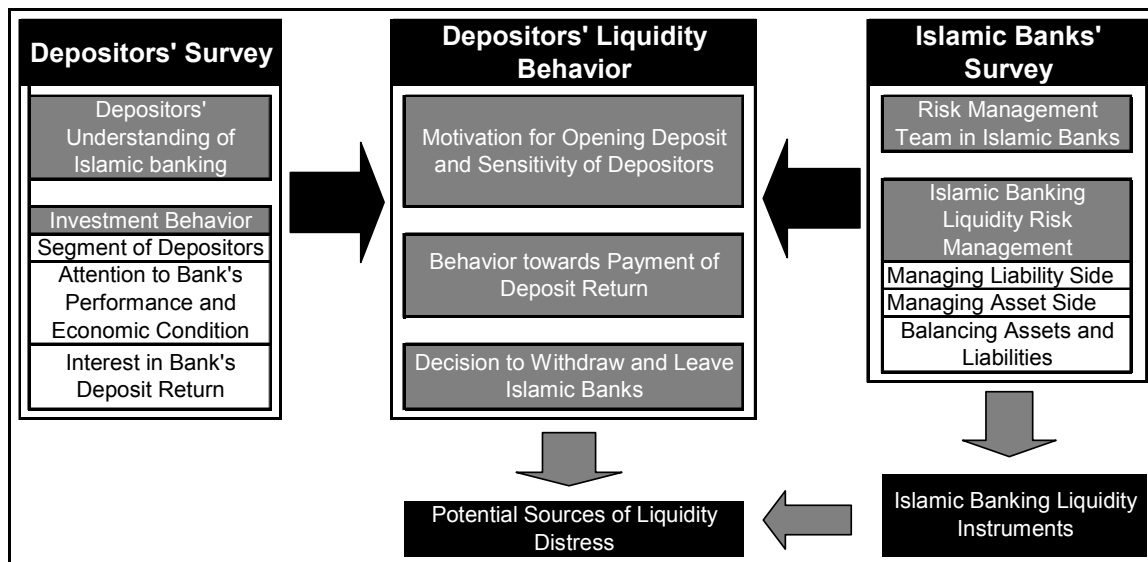 Depositors' Survey
Depositors'
Understanding of
Islamic banking
Investment Behavior
Segment of Depositors
Attention to Bank's
Performance and
Economic Condition
Interest in Bank's
Deposit Return
Depositors' Liquidity
Behavior
Motivation for Opening Deposit
and Sensitivity of Depositors
Behavior towards Payment of
Deposit Return
Decision to Withdraw and Leave
Islamic Banks
Islamic Banks'
Survey
Risk Management
Team in Islamic Banks
Islamic Banking
Liquidity Risk
Management
Managing Liability Side
Managing Asset Side
Balancing Assets and
Liabilities
Potential Sources of Liquidity
Distress
Islamic Banking Liquidity
Instruments